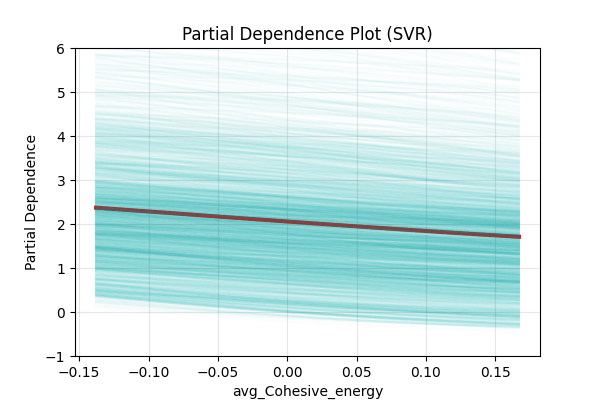 Partial Dependence Plot (SVR)
6
5
4
3
2
1
0
−1
Partial Dependence
−0.15 −0.10 −0.05 0.00 0.05 0.10 0.15
avg_Cohesive_energy